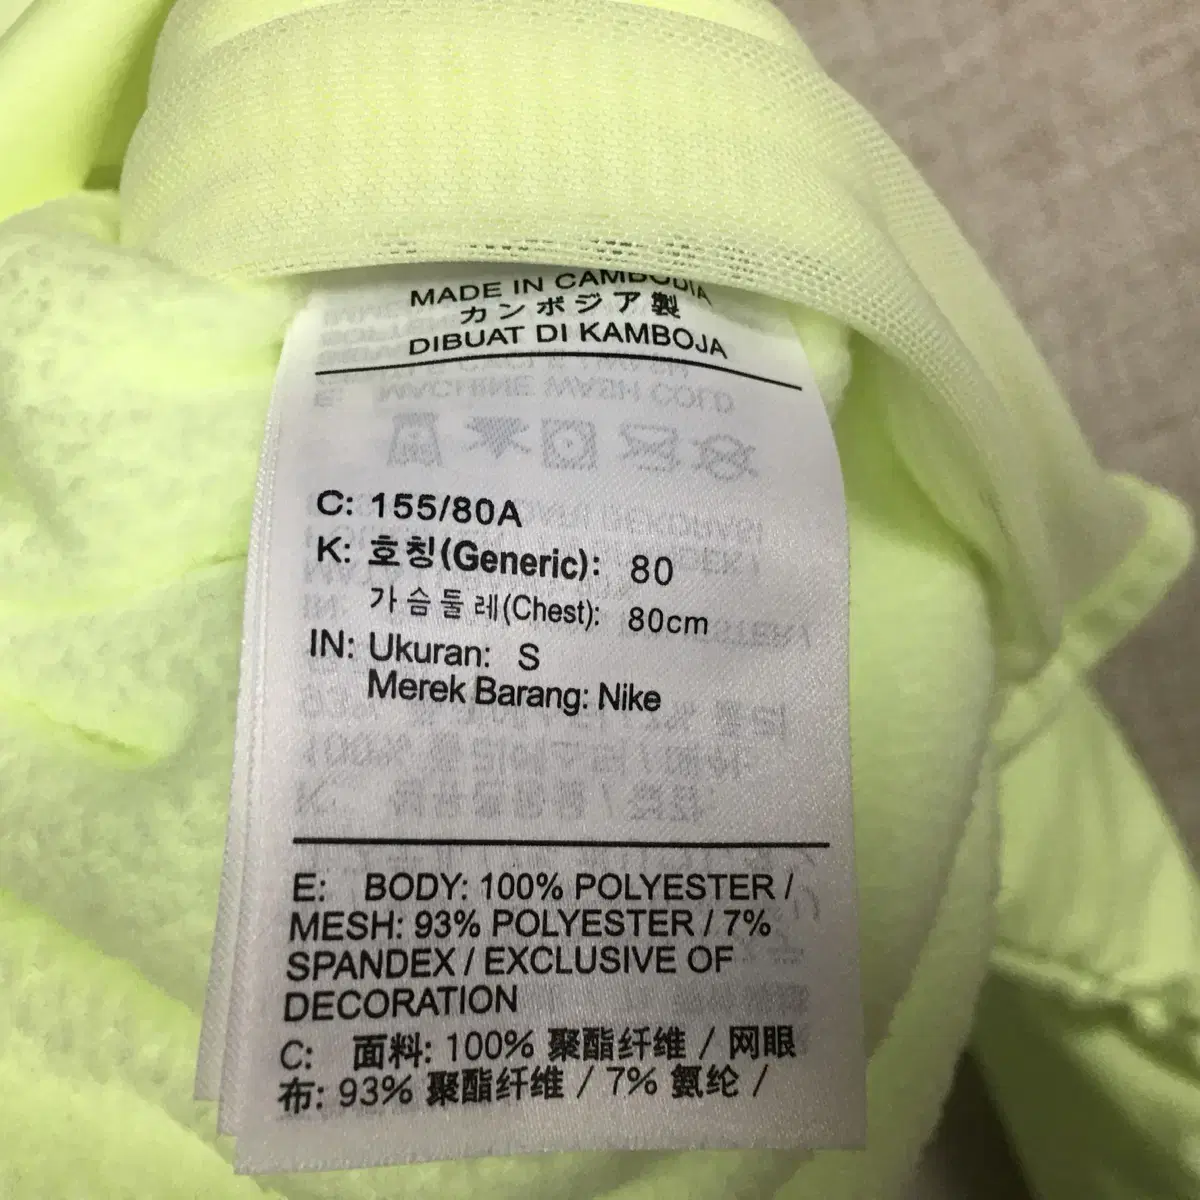 MADE IN CAMBODIA
カンボジア製
DIBUAT DI KAMBOJA
C: 155/80A
K: 호칭(Generic): 80
가슴둘레(Chest): 80cm
IN: Ukuran: S
Merek Barang: Nike
E: BODY: 100% POLYESTER /
MESH: 93% POLYESTER / 7%
SPANDEX / EXCLUSIVE OF
DECORATION
C: 面料: 100% 聚酯纤维 / 网眼
布: 93% 聚酯纤维 / 7% 氨纶 /